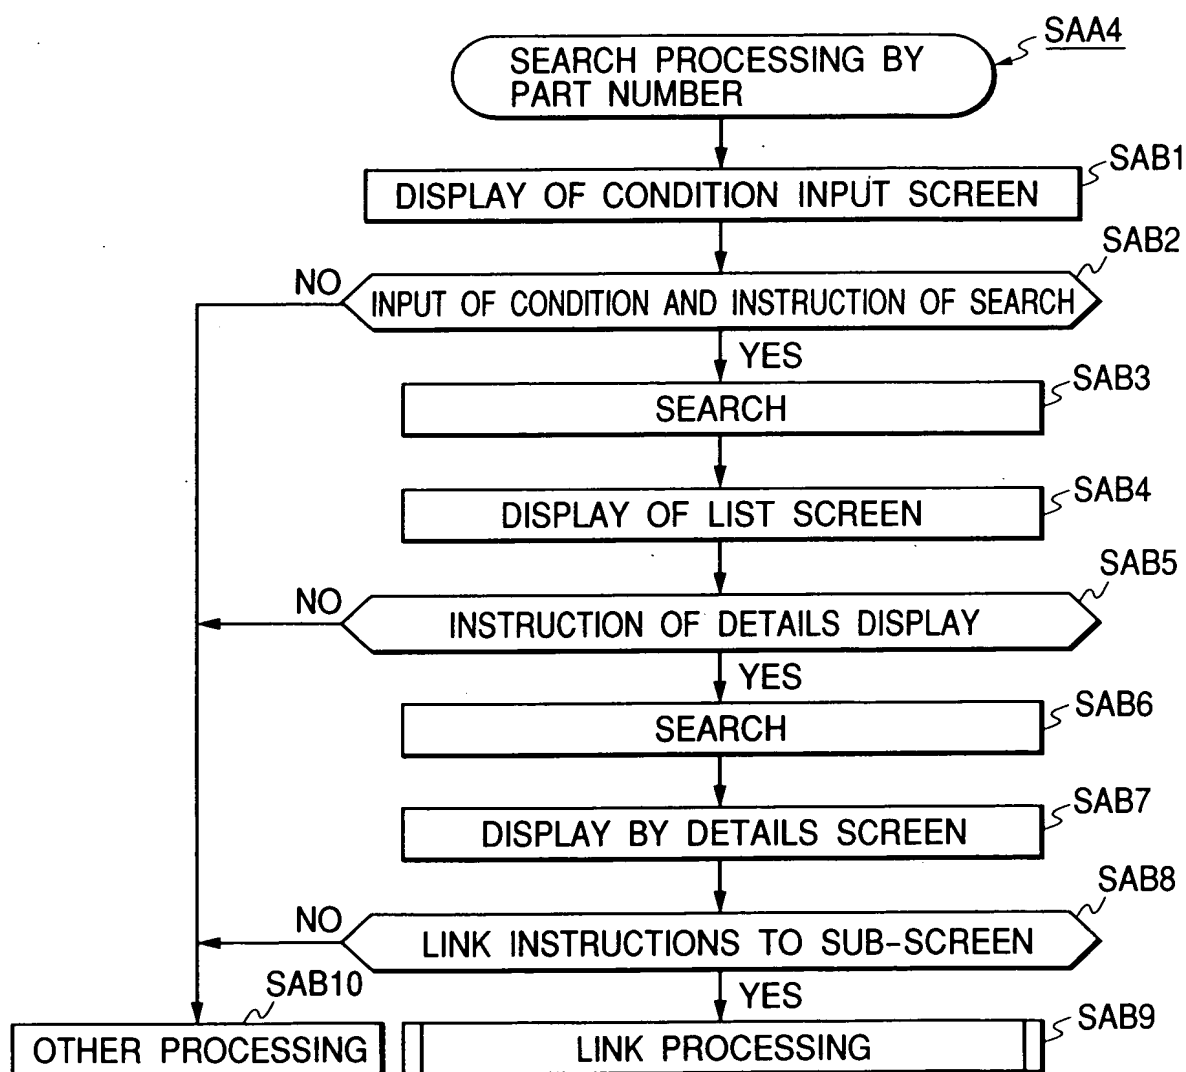 SAA4
SEARCH PROCESSING BY
PART NUMBER
SAB1
DISPLAY OF CONDITION INPUT SCREEN
SAB2
NO
INPUT OF CONDITION AND INSTRUCTION OF SEARCH
YES
SAB3
SEARCH
SAB4
DISPLAY OF LIST SCREEN
SAB5
NO
INSTRUCTION OF DETAILS DISPLAY
YES
SAB6
SEARCH
SAB7
DISPLAY BY DETAILS SCREEN
SAB8
NO
LINK INSTRUCTIONS TO SUB-SCREEN
YES
SAB10
OTHER PROCESSING
SAB9
LINK PROCESSING